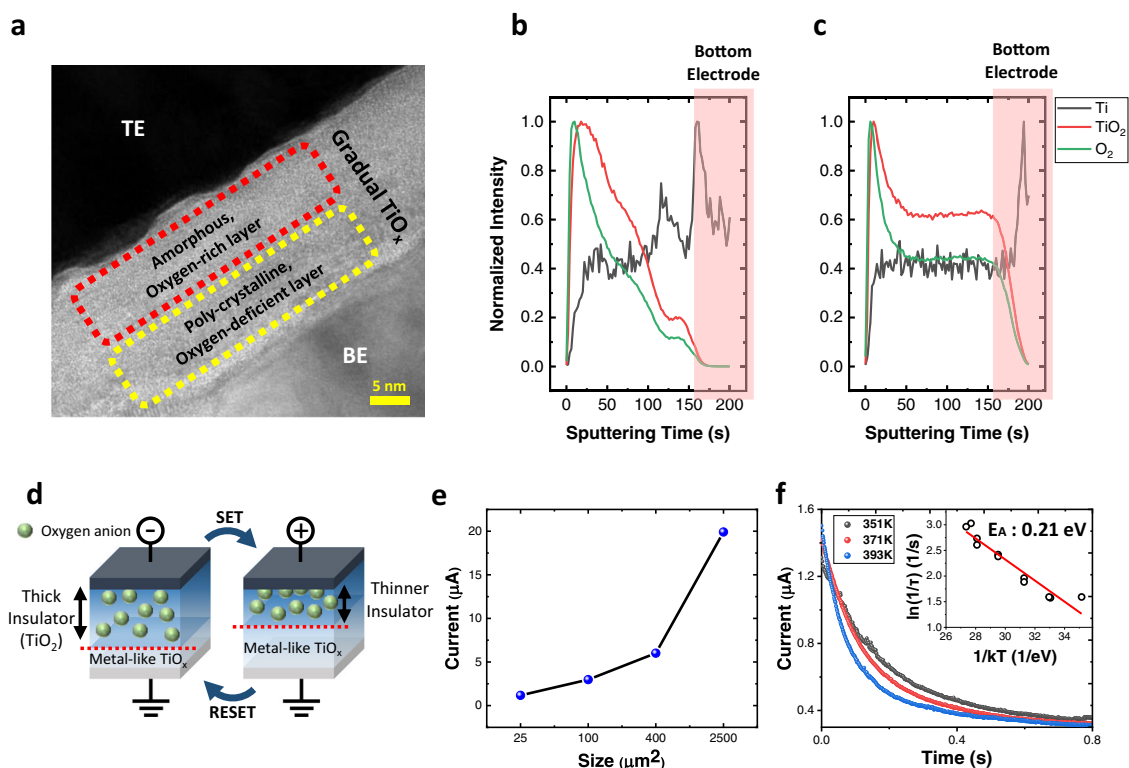 a
TE
Gradual TiOₓ
Amorphous,
Oxygen-rich layer
Poly-crystalline,
Oxygen-deficient layer
BE
5 nm
b
Bottom
Electrode
Normalized Intensity
1.0
0.8
0.6
0.4
0.2
0.0
0 50 100 150 200
Sputtering Time (s)
c
Bottom
Electrode
Ti
TiO₂
O₂
1.0
0.8
0.6
0.4
0.2
0.0
0 50 100 150 200
Sputtering Time (s)
d
Oxygen anion
SET
Thick
Insulator
(TiO₂)
Metal-like TiOₓ
Thinner
Insulator
Metal-like TiOₓ
RESET
e
Current (μA)
20
15
10
5
0
25 100 400 2500
Size (μm²)
f
Current (μA)
1.6
1.2
0.8
0.4
0.0 0.4 0.8
Time (s)
351K
371K
393K
EA : 0.21 eV
ln(1/τ) (1/s)
3.0
2.5
2.0
1.5
1.0
26 28 30 32 34
1/kT (1/eV)